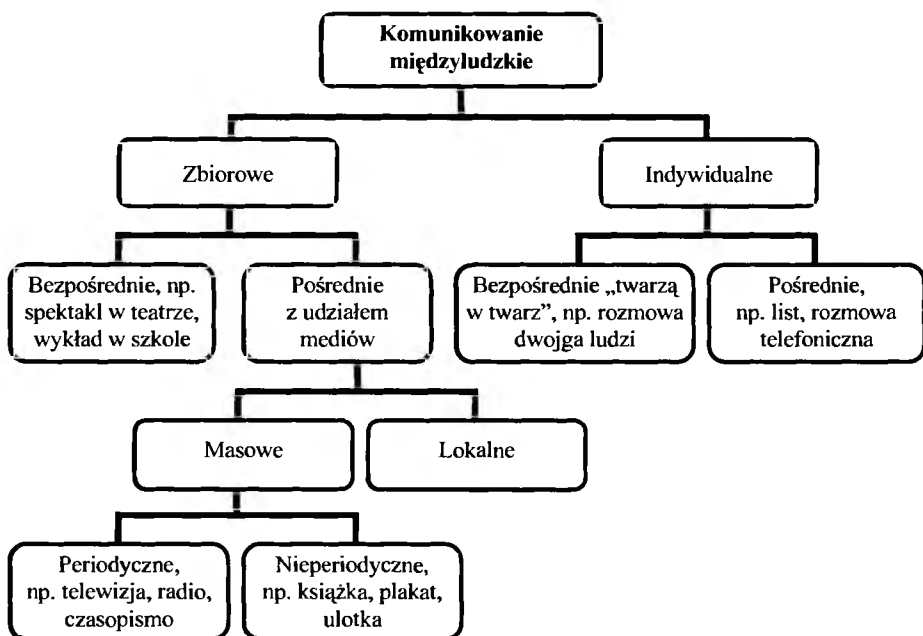 Komunikowanie
międzyludzkie
Zbiorowe
Indywidualne
Bezpośrednie, np.
spektakl w teatrze,
wykład w szkole
Pośrednie
z udziałem
mediów
Bezpośrednie „twarzą
w twarz”, np. rozmowa
dwojga ludzi
Pośrednie,
np. list, rozmowa
telefoniczna
Masowe
Lokalne
Periodyczne,
np. telewizja, radio,
czasopismo
Nieperiodyczne,
np. książka, plakat,
ulotka